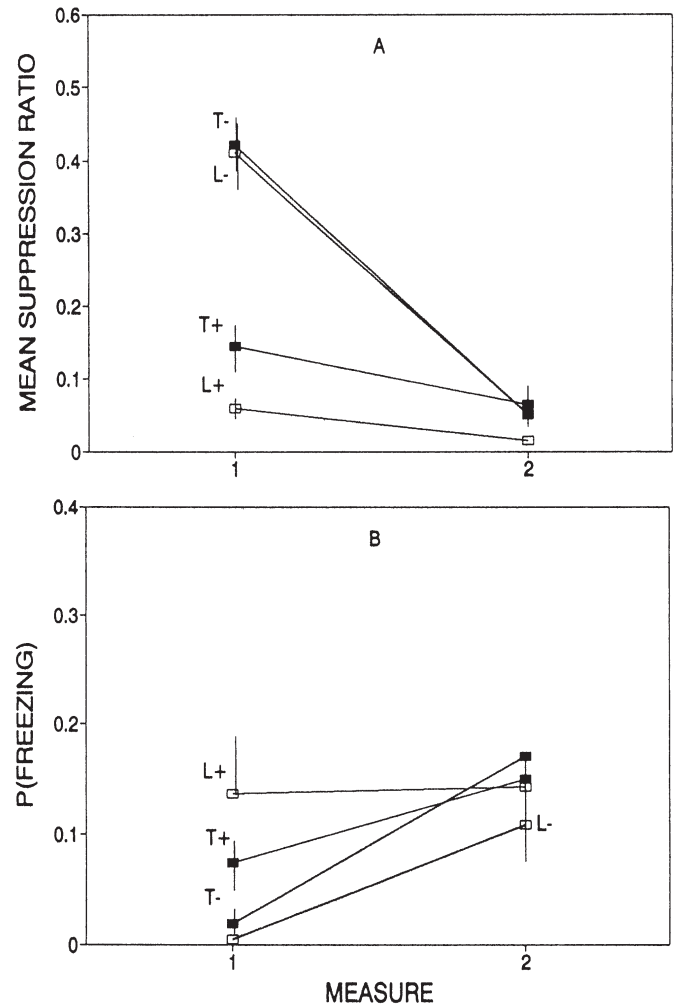 A
MEAN SUPPRESSION RATIO
0.6
0.5
0.4
0.3
0.2
0.1
0
T-
L-
T+
L+
1
2
B
P(FREEZING)
0.4
0.3
0.2
0.1
0
L+
T+
T-
L-
1
2
MEASURE